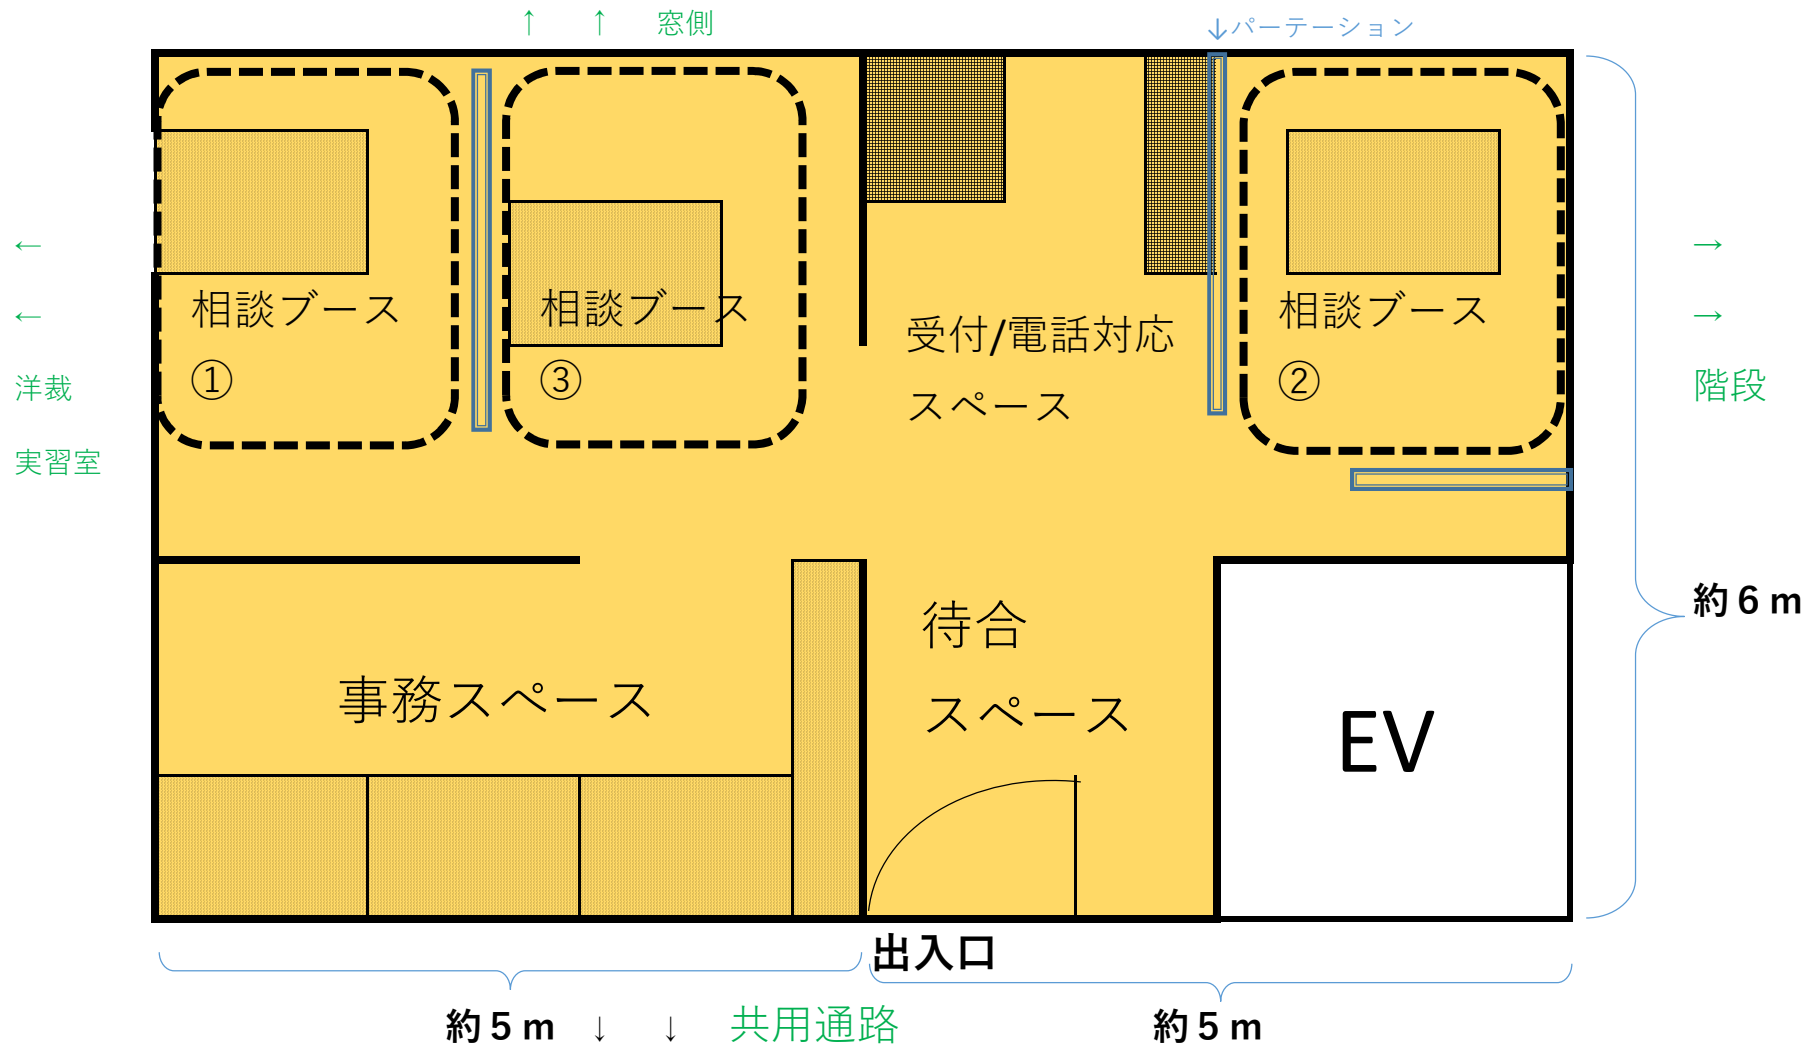 ↑ ↑ 窓側
↓パーテーション
相談ブース
①
相談ブース
③
受付/電話対応
スペース
相談ブース
②
←
←
洋裁
実習室
→
→
階段
約6m
事務スペース
待合
スペース
EV
出入口
約5m ↓ ↓ 共用通路
約5m